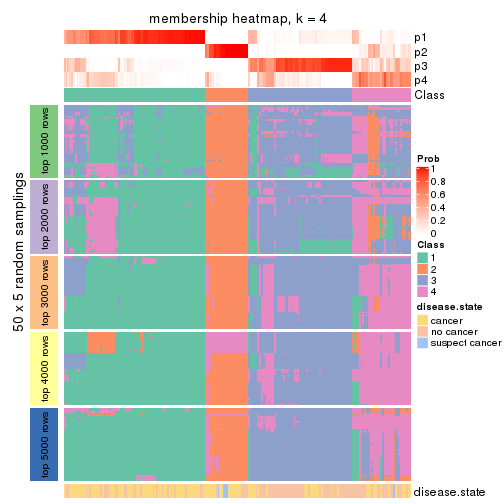 membership heatmap, k = 4
p1
p2
p3
p4
Class
50 x 5 random samplings
top 1000 rows
top 2000 rows
top 3000 rows
top 4000 rows
top 5000 rows
Prob
1
0.8
0.6
0.4
0.2
0
Class
1
2
3
4
disease.state
cancer
no cancer
suspect cancer
disease.state